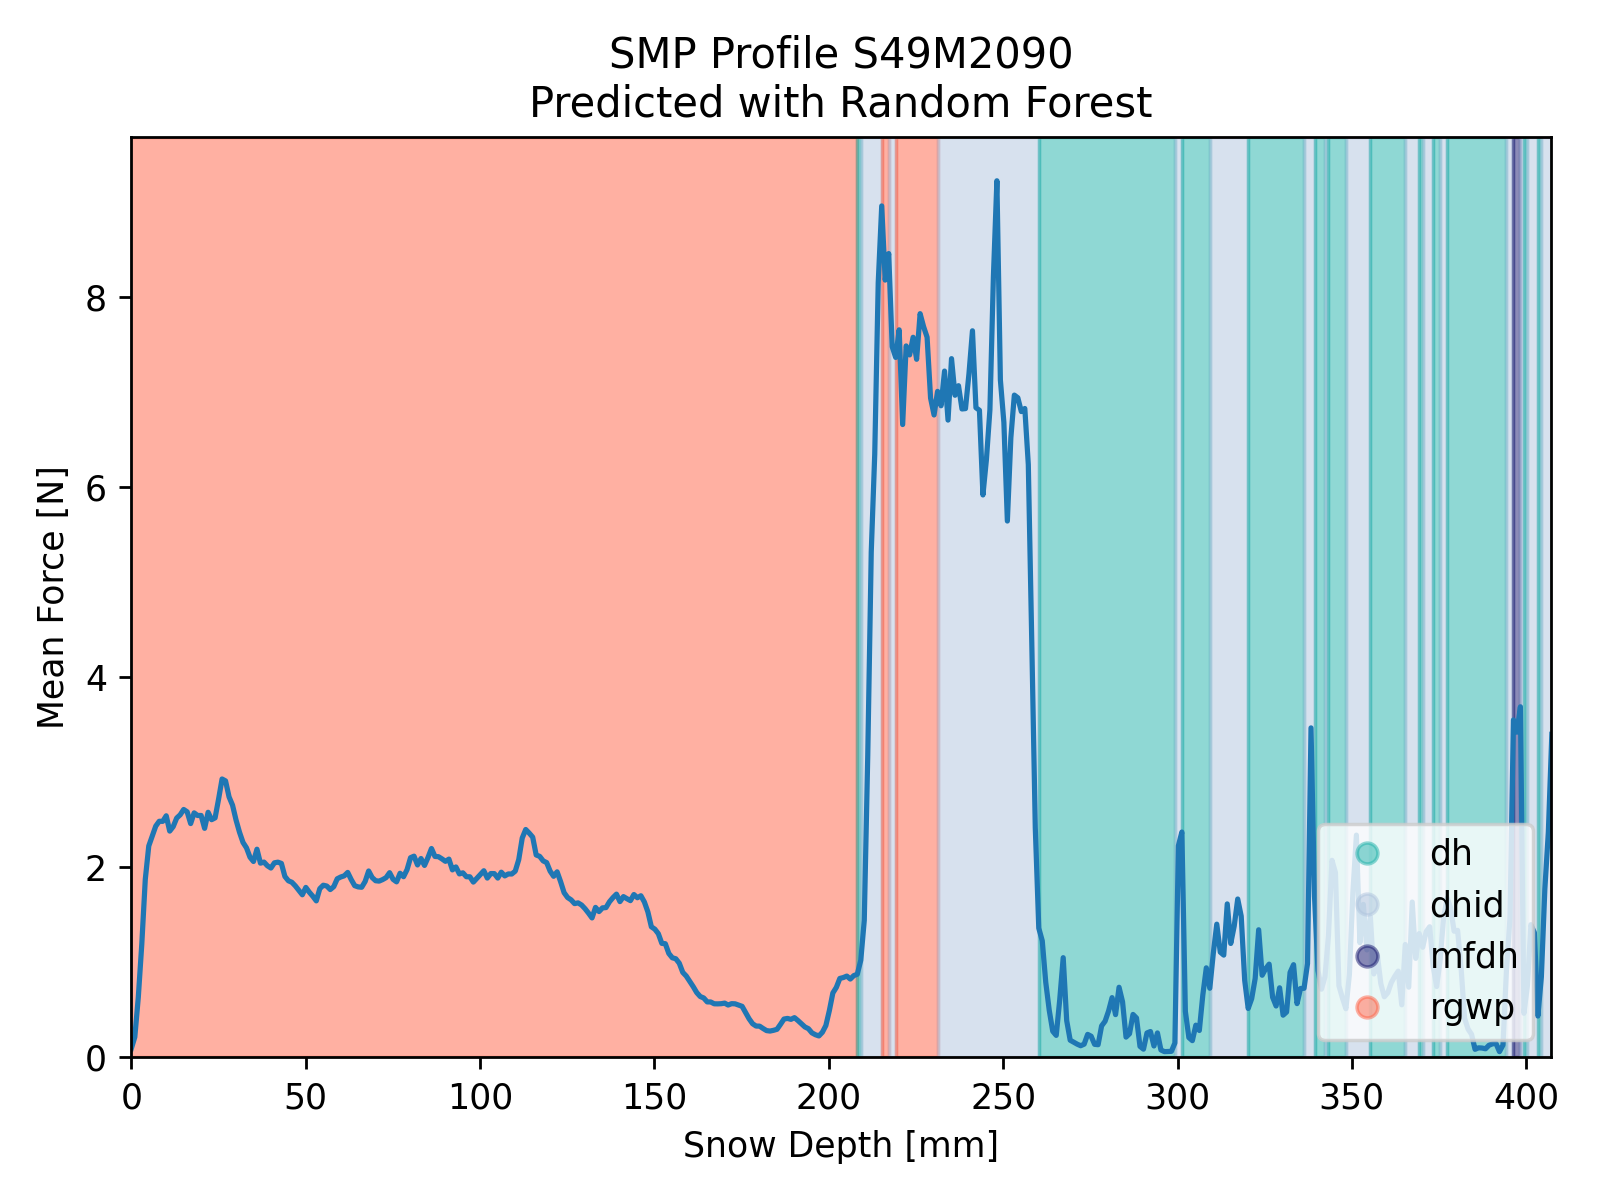 SMP Profile S49M2090
Predicted with Random Forest
Mean Force [N]
8
6
4
2
0
dh
dhid
mfdh
rgwp
0 50 100 150 200 250 300 350 400
Snow Depth [mm]